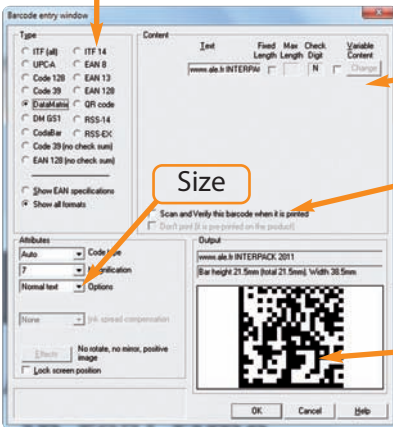 Barcode entry window
Type
ITF (all) ITF 14
UPC-A EAN 8
Code 128 EAN 13
Code 39 EAN 128
DataMatrix QR code
DM GS1 RSS-14
CodaBar RSS-EX
Code 39 (no check sum)
EAN 128 (no check sum)
Show EAN specifications
Show all formats
Content
Text Fixed Length Max Length Check Digit Variable Content
www.ale.fr INTERPA N Change
Size
Scan and Verify this barcode when it is printed
Don't print (it is pre-printed on the product)
Attributes
Auto Code type
7
Normal text Options
None Ink spread compensation
Effects No rotate, no mirror, positive image
Lock screen position
Output
www.ale.fr INTERPACK 2011
Bar height 21.5mm (total 21.5mm). Width 38.5mm
OK Cancel Help